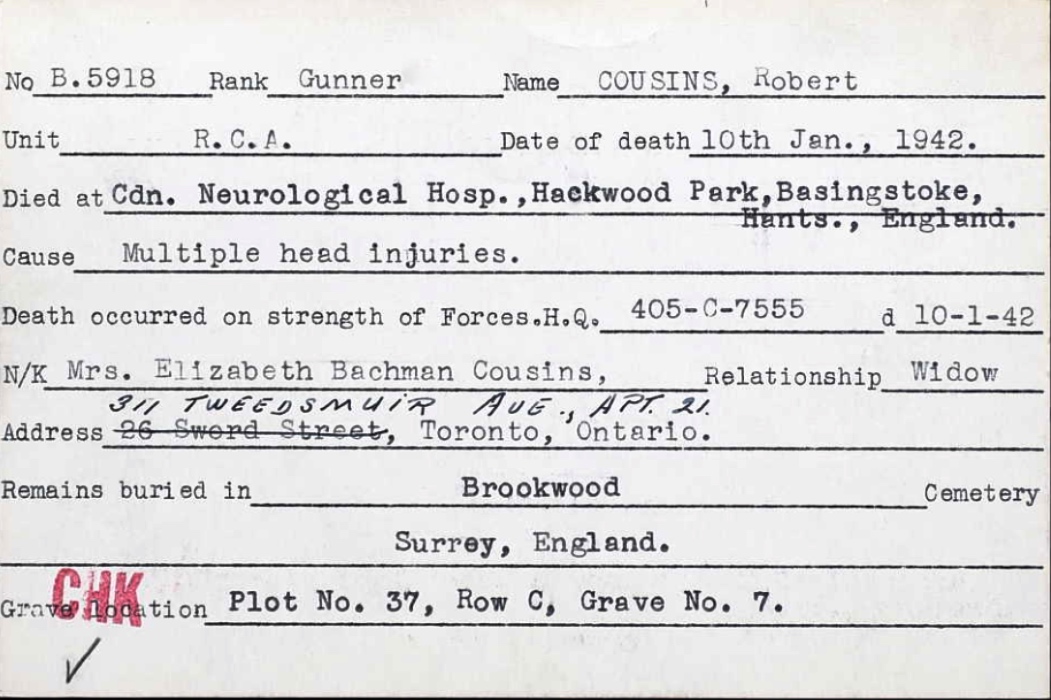 No B.5918 Rank Gunner Name COUSINS, Robert
Unit R.C.A. Date of death 10th Jan., 1942.
Died at Cdn. Neurological Hosp.,Hackwood Park,Basingstoke,
Hants., England.
Cause Multiple head injuries.
Death occurred on strength of Forces.H.Q. 405-C-7555 d 10-1-42
N/K Mrs. Elizabeth Bachman Cousins, Relationship Widow
311 TWEEDSMUIR AVE., APT. 21.
Address 26 Sword Street, Toronto, Ontario.
Remains buried in Brookwood Cemetery
Surrey, England.
CHK
Grave location Plot No. 37, Row C, Grave No. 7.